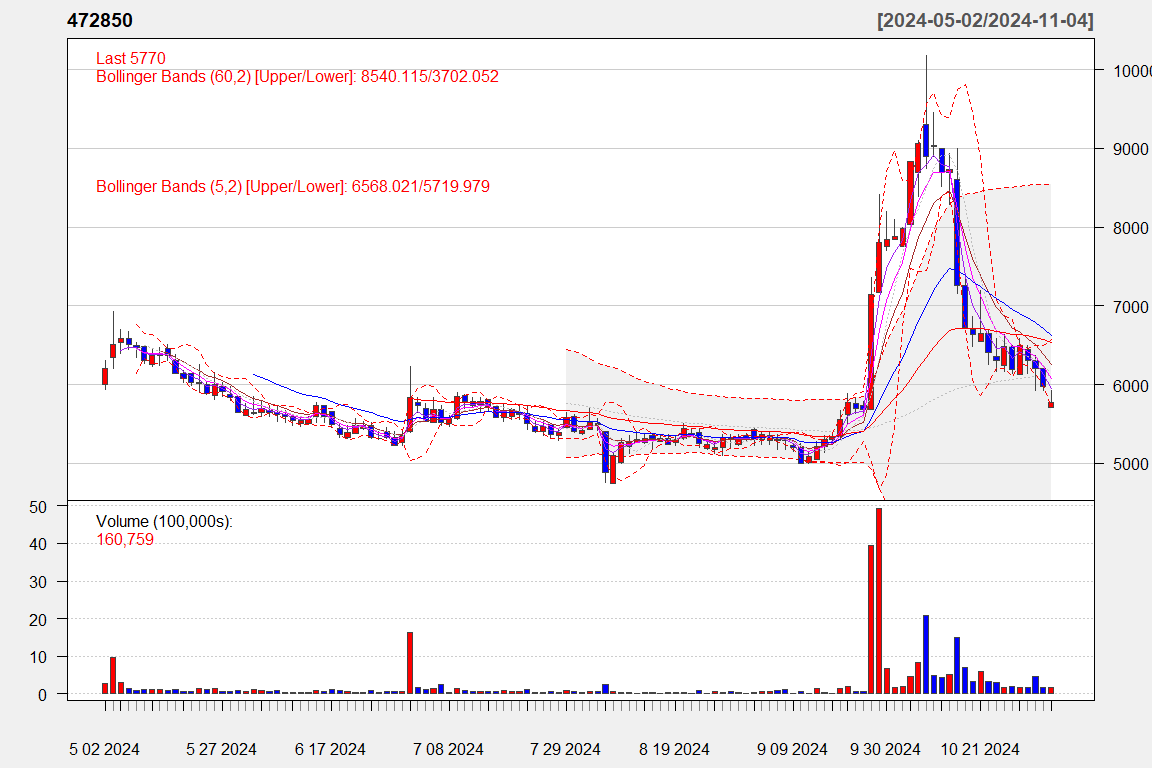 472850 [2024-05-02/2024-11-04]
Last 5770
Bollinger Bands (60,2) [Upper/Lower]: 8540.115/3702.052
Bollinger Bands (5,2) [Upper/Lower]: 6568.021/5719.979
10000
9000
8000
7000
6000
5000
Volume (100,000s):
160,759
50
40
30
20
10
0
5 02 2024 5 27 2024 6 17 2024 7 08 2024 7 29 2024 8 19 2024 9 09 2024 9 30 2024 10 21 2024